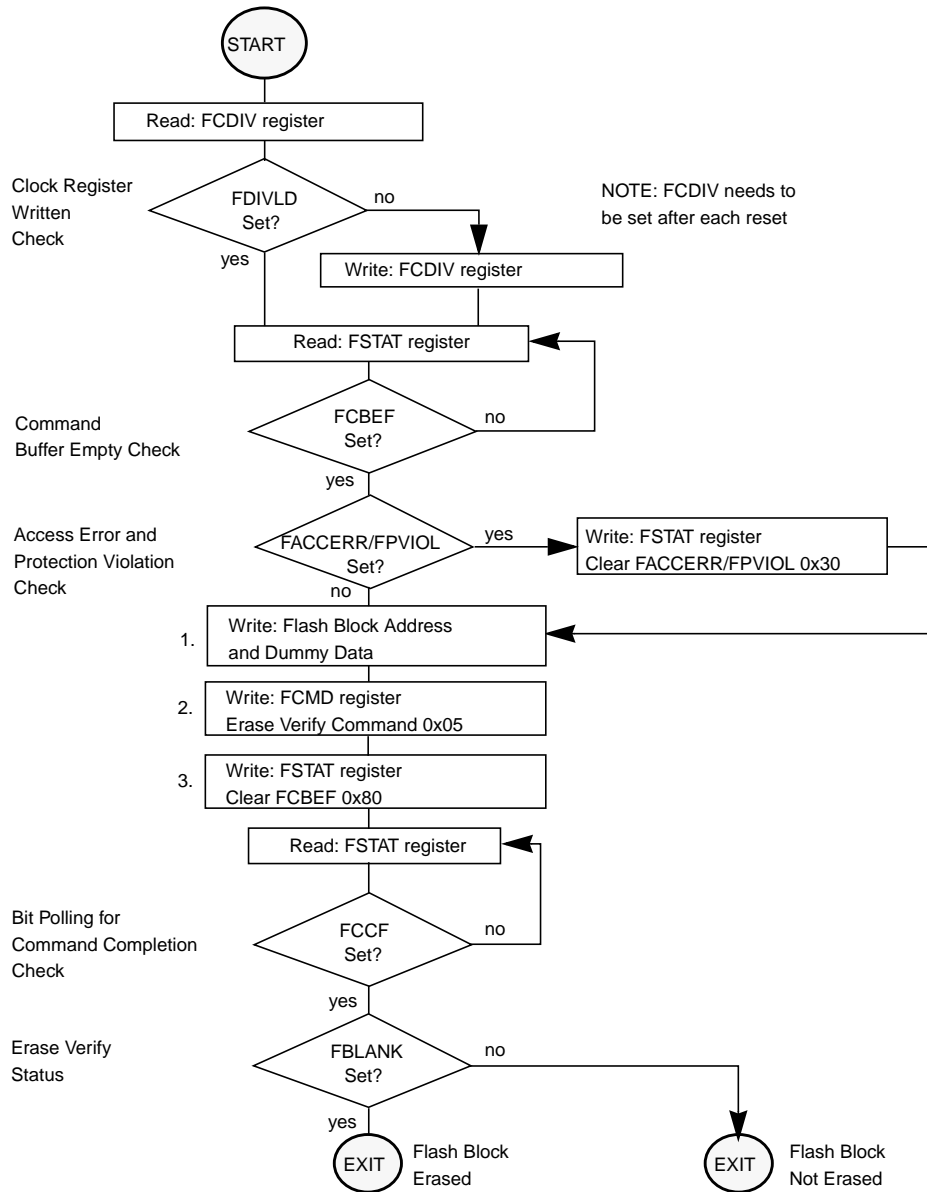 START
Read: FCDIV register
Clock Register
Written
Check
FDIVLD
Set?
no
yes
NOTE: FCDIV needs to
be set after each reset
Write: FCDIV register
Read: FSTAT register
Command
Buffer Empty Check
FCBEF
Set?
no
yes
Access Error and
Protection Violation
Check
FACCERR/FPVIOL
Set?
yes
no
Write: FSTAT register
Clear FACCERR/FPVIOL 0x30
1.
Write: Flash Block Address
and Dummy Data
2.
Write: FCMD register
Erase Verify Command 0x05
3.
Write: FSTAT register
Clear FCBEF 0x80
Read: FSTAT register
Bit Polling for
Command Completion
Check
FCCF
Set?
no
yes
Erase Verify
Status
FBLANK
Set?
no
yes
EXIT
Flash Block
Erased
EXIT
Flash Block
Not Erased